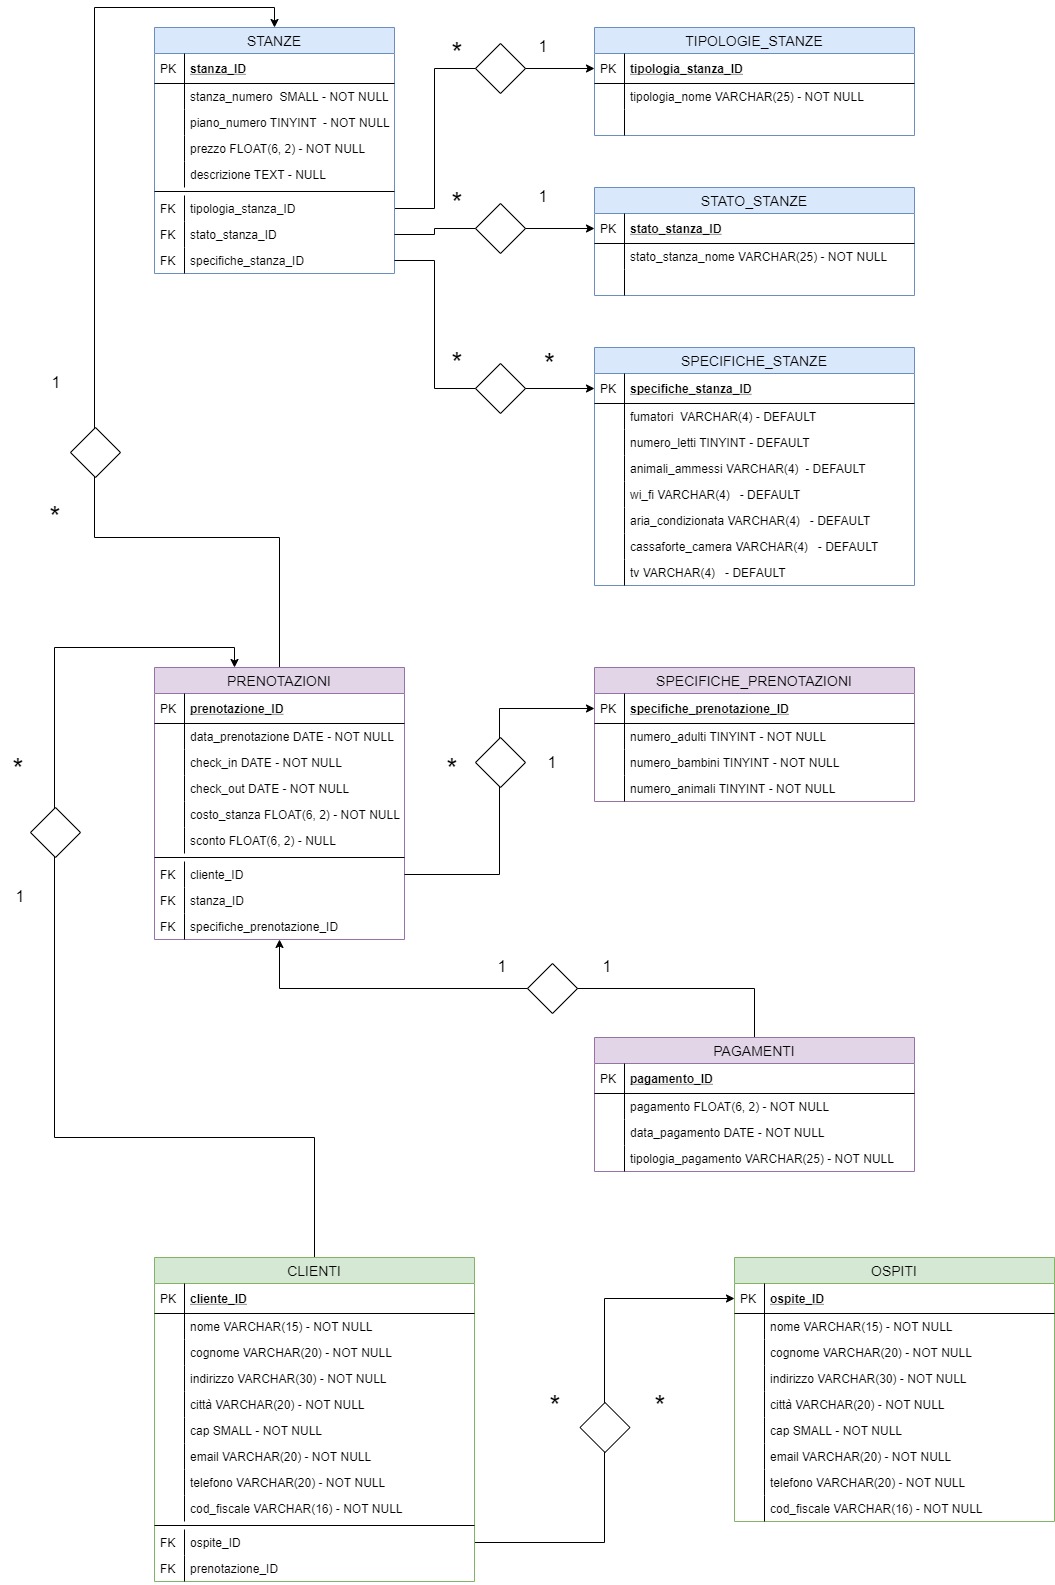 STANZE
PK stanza_ID
stanza_numero SMALL - NOT NULL
piano_numero TINYINT - NOT NULL
prezzo FLOAT(6, 2) - NOT NULL
descrizione TEXT - NULL
FK tipologia_stanza_ID
FK stato_stanza_ID
FK specifiche_stanza_ID
* 1
TIPOLOGIE_STANZE
PK tipologia_stanza_ID
tipologia_nome VARCHAR(25) - NOT NULL
* 1
STATO_STANZE
PK stato_stanza_ID
stato_stanza_nome VARCHAR(25) - NOT NULL
* *
SPECIFICHE_STANZE
PK specifiche_stanza_ID
fumatori VARCHAR(4) - DEFAULT
numero_letti TINYINT - DEFAULT
animali_ammessi VARCHAR(4) - DEFAULT
wi_fi VARCHAR(4) - DEFAULT
aria_condizionata VARCHAR(4) - DEFAULT
cassaforte_camera VARCHAR(4) - DEFAULT
tv VARCHAR(4) - DEFAULT
1
*
PRENOTAZIONI
PK prenotazione_ID
data_prenotazione DATE - NOT NULL
check_in DATE - NOT NULL
check_out DATE - NOT NULL
costo_stanza FLOAT(6, 2) - NOT NULL
sconto FLOAT(6, 2) - NULL
FK cliente_ID
FK stanza_ID
FK specifiche_prenotazione_ID
* 1
SPECIFICHE_PRENOTAZIONI
PK specifiche_prenotazione_ID
numero_adulti TINYINT - NOT NULL
numero_bambini TINYINT - NOT NULL
numero_animali TINYINT - NOT NULL
*
1
1 1
PAGAMENTI
PK pagamento_ID
pagamento FLOAT(6, 2) - NOT NULL
data_pagamento DATE - NOT NULL
tipologia_pagamento VARCHAR(25) - NOT NULL
CLIENTI
PK cliente_ID
nome VARCHAR(15) - NOT NULL
cognome VARCHAR(20) - NOT NULL
indirizzo VARCHAR(30) - NOT NULL
città VARCHAR(20) - NOT NULL
cap SMALL - NOT NULL
email VARCHAR(20) - NOT NULL
telefono VARCHAR(20) - NOT NULL
cod_fiscale VARCHAR(16) - NOT NULL
FK ospite_ID
FK prenotazione_ID
* *
OSPITI
PK ospite_ID
nome VARCHAR(15) - NOT NULL
cognome VARCHAR(20) - NOT NULL
indirizzo VARCHAR(30) - NOT NULL
città VARCHAR(20) - NOT NULL
cap SMALL - NOT NULL
email VARCHAR(20) - NOT NULL
telefono VARCHAR(20) - NOT NULL
cod_fiscale VARCHAR(16) - NOT NULL